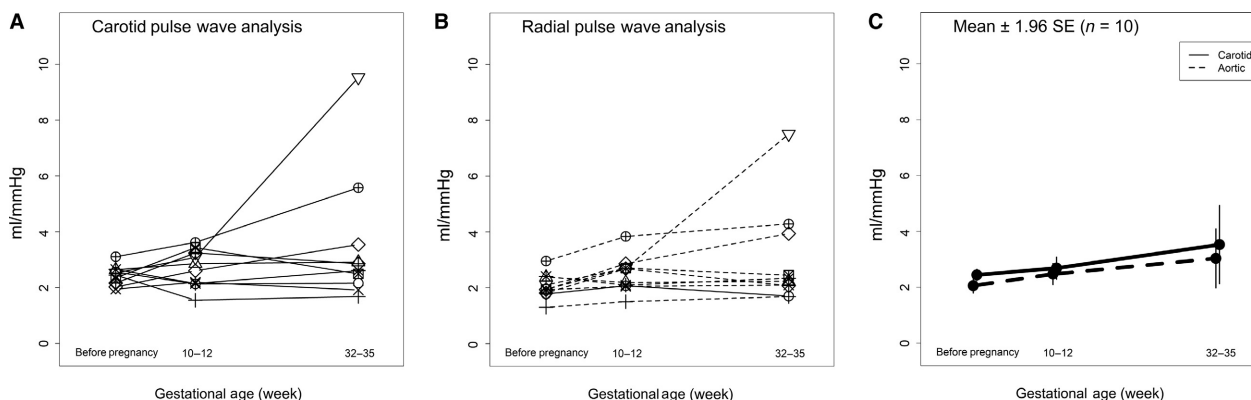 A
Carotid pulse wave analysis
ml/mmHg
10
8
6
4
2
0
Before pregnancy 10–12 32–35
Gestational age (week)
B
Radial pulse wave analysis
ml/mmHg
10
8
6
4
2
0
Before pregnancy 10–12 32–35
Gestational age (week)
C
Mean ± 1.96 SE (n = 10)
Carotid
Aortic
ml/mmHg
10
8
6
4
2
0
Before pregnancy 10–12 32–35
Gestational age (week)